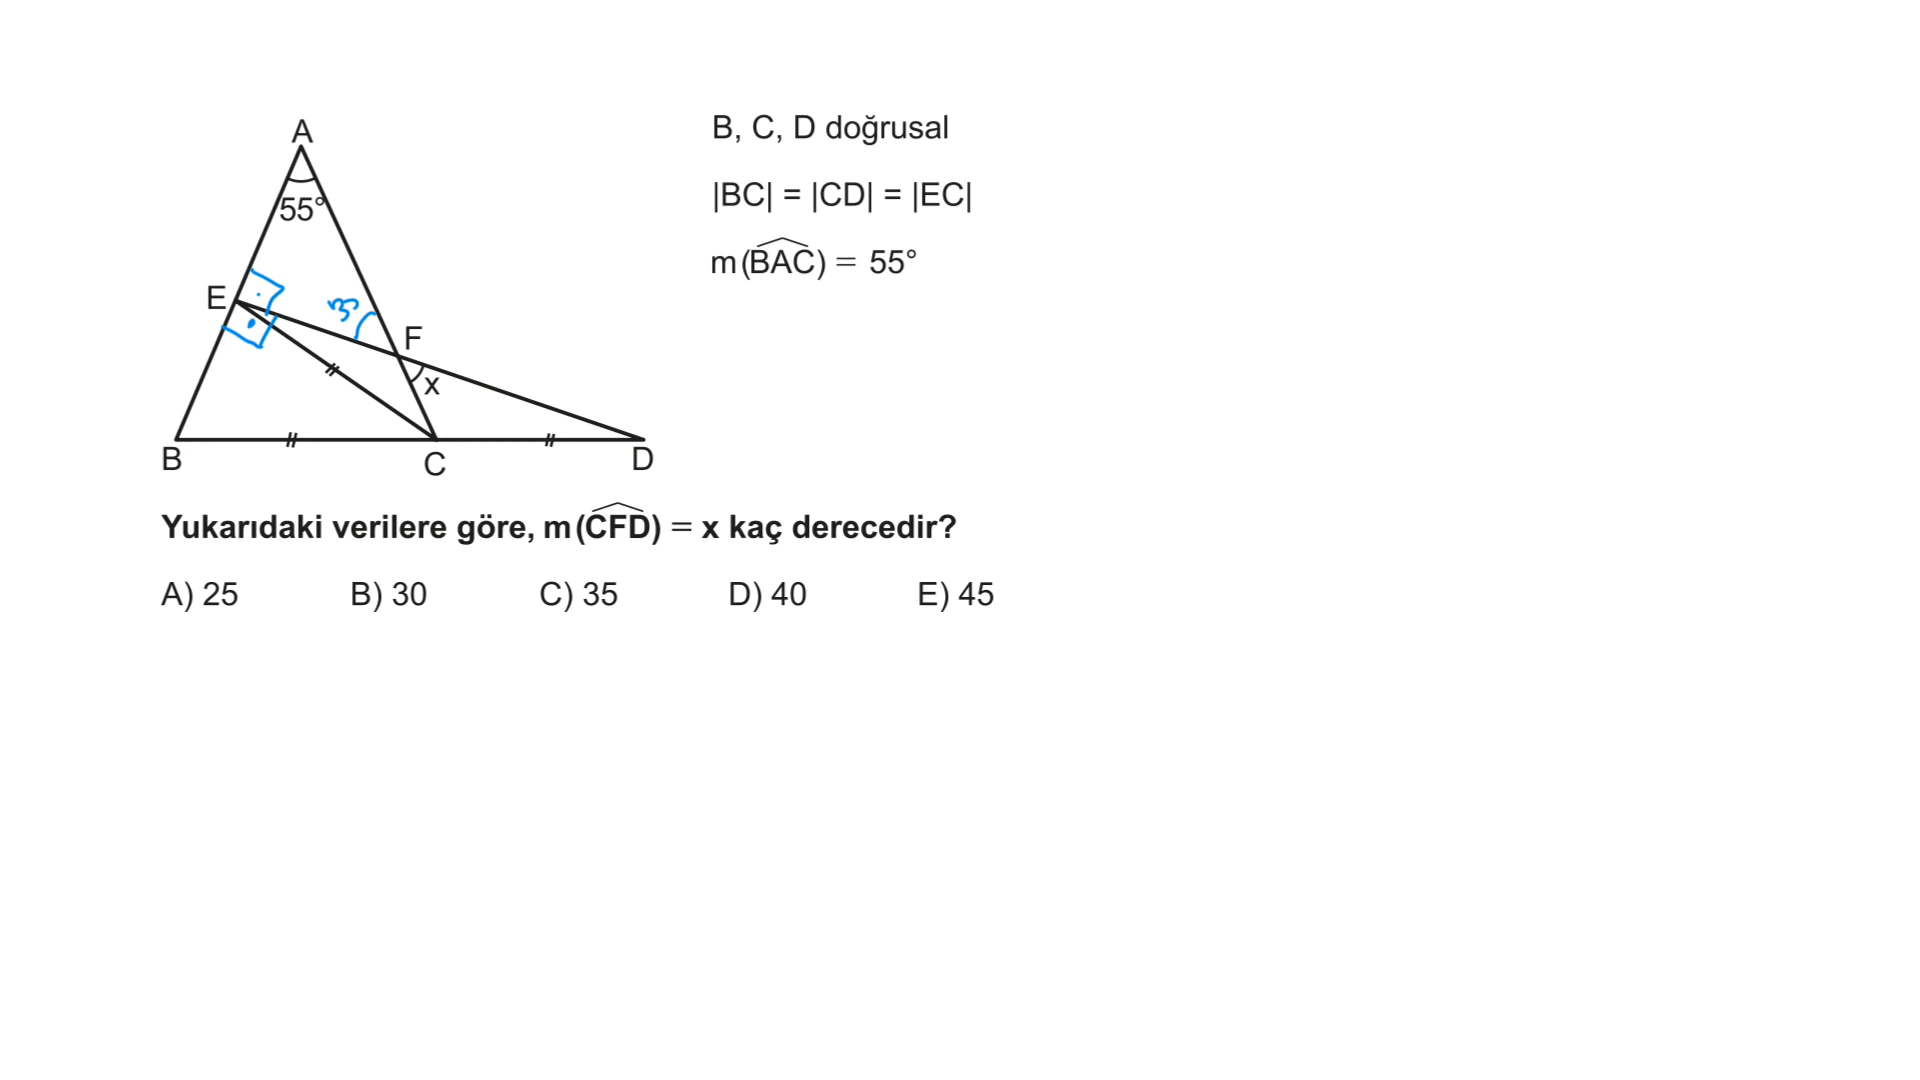 A
55°
E
F
x
B
C
D
B, C, D doğrusal
|BC| = |CD| = |EC|
m(BAC) = 55°
Yukarıdaki verilere göre, m(CFD) = x kaç derecedir?
A) 25 B) 30 C) 35 D) 40 E) 45